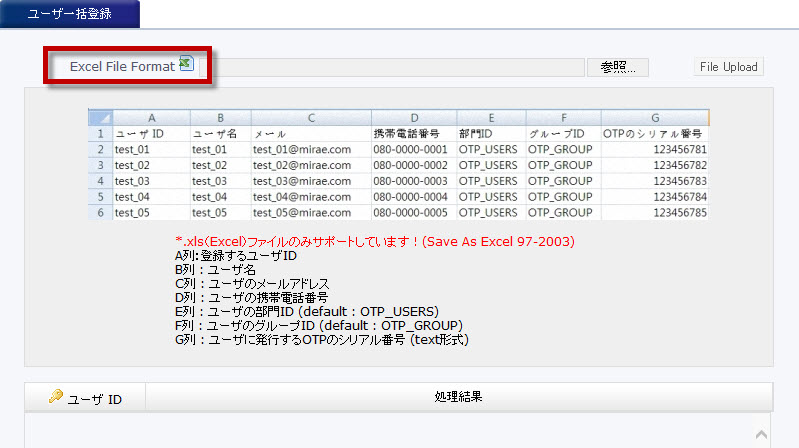 ユーザ一括登録
Excel File Format 参照... File Upload
A B C D E F G
1 ユーザ ID ユーザ名 メール 携帯電話番号 部門ID グループID OTPのシリアル番号
2 test_01 test_01 test_01@mirae.com 080-0000-0001 OTP_USERS OTP_GROUP 123456781
3 test_02 test_02 test_02@mirae.com 080-0000-0002 OTP_USERS OTP_GROUP 123456782
4 test_03 test_03 test_03@mirae.com 080-0000-0003 OTP_USERS OTP_GROUP 123456783
5 test_04 test_04 test_04@mirae.com 080-0000-0004 OTP_USERS OTP_GROUP 123456784
6 test_05 test_05 test_05@mirae.com 080-0000-0005 OTP_USERS OTP_GROUP 123456785
*.xls(Excel)ファイルのみサポートしています！(Save As Excel 97-2003)
A列:登録するユーザID
B列：ユーザ名
C列：ユーザのメールアドレス
D列：ユーザの携帯電話番号
E列：ユーザの部門ID (default：OTP_USERS)
F列：ユーザのグループID (default：OTP_GROUP)
G列：ユーザに発行するOTPのシリアル番号 (text形式)
ユーザ ID 処理結果